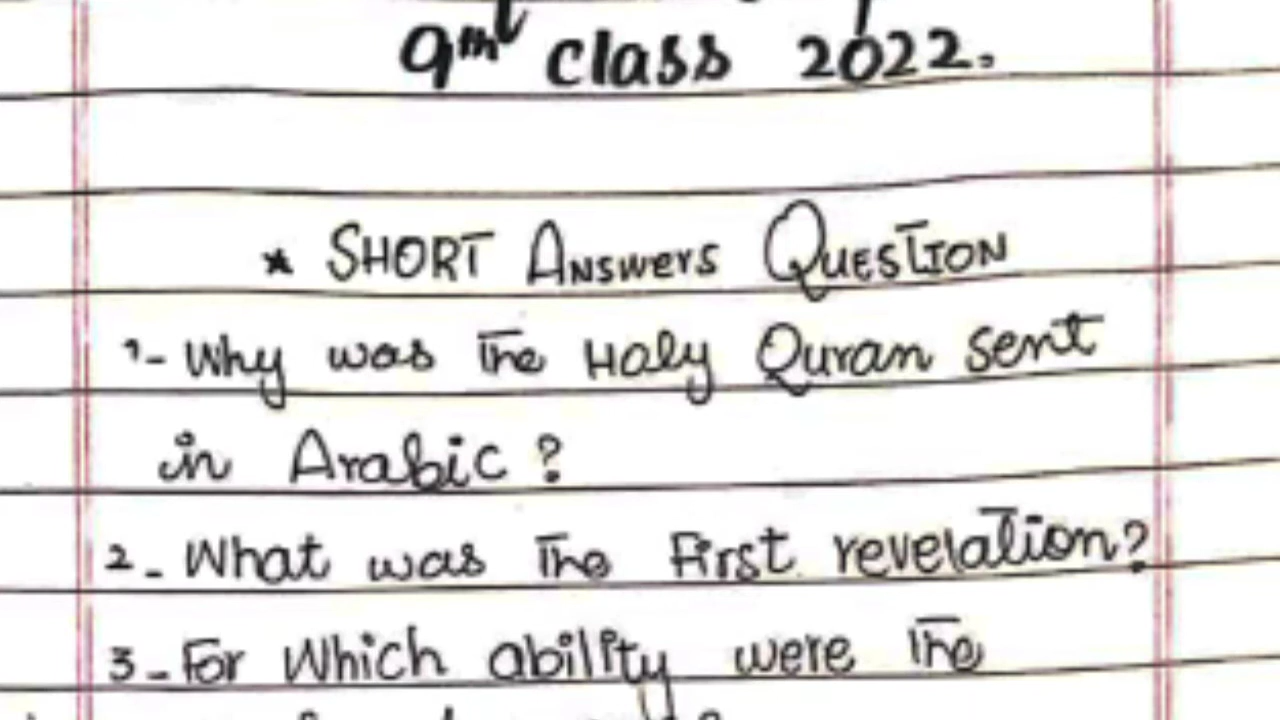 9th class 2022.
* SHORT Answers Question
1- Why was the Holy Quran sent
in Arabic?
2- What was the First revelation?
3- For Which ability were the